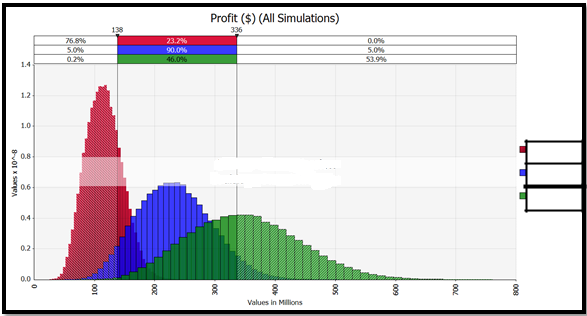 Profit ($) (All Simulations)
138 336
76.8% 23.2% 0.0%
5.0% 90.0% 5.0%
0.2% 46.0% 53.9%
1.4
1.2
1.0
0.8
0.6
0.4
0.2
0.0
Values x 10^-8
0 100 200 300 400 500 600 700 800
Values in Millions